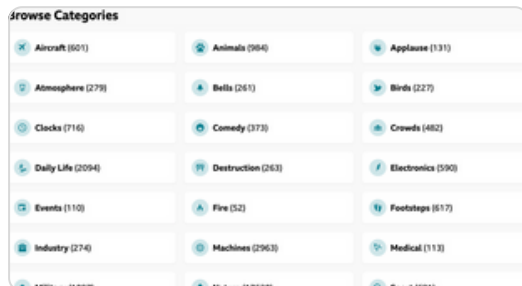 Browse Categories
Aircraft (601)
Animals (984)
Applause (131)
Atmosphere (279)
Bells (261)
Birds (227)
Clocks (716)
Comedy (373)
Crowds (482)
Daily Life (2094)
Destruction (263)
Electronics (590)
Events (110)
Fire (52)
Footsteps (617)
Industry (274)
Machines (2963)
Medical (113)